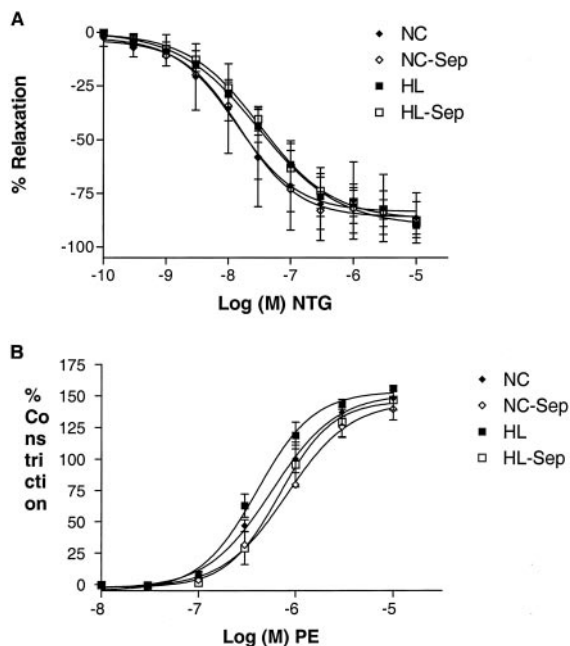 A
0
-25
-50
-75
-100
% Relaxation
-10 -9 -8 -7 -6 -5
Log (M) NTG
NC
NC-Sep
HL
HL-Sep
B
175
150
125
100
75
50
25
0
%
Co
ns
tri
cti
on
-8 -7 -6 -5
Log (M) PE
NC
NC-Sep
HL
HL-Sep